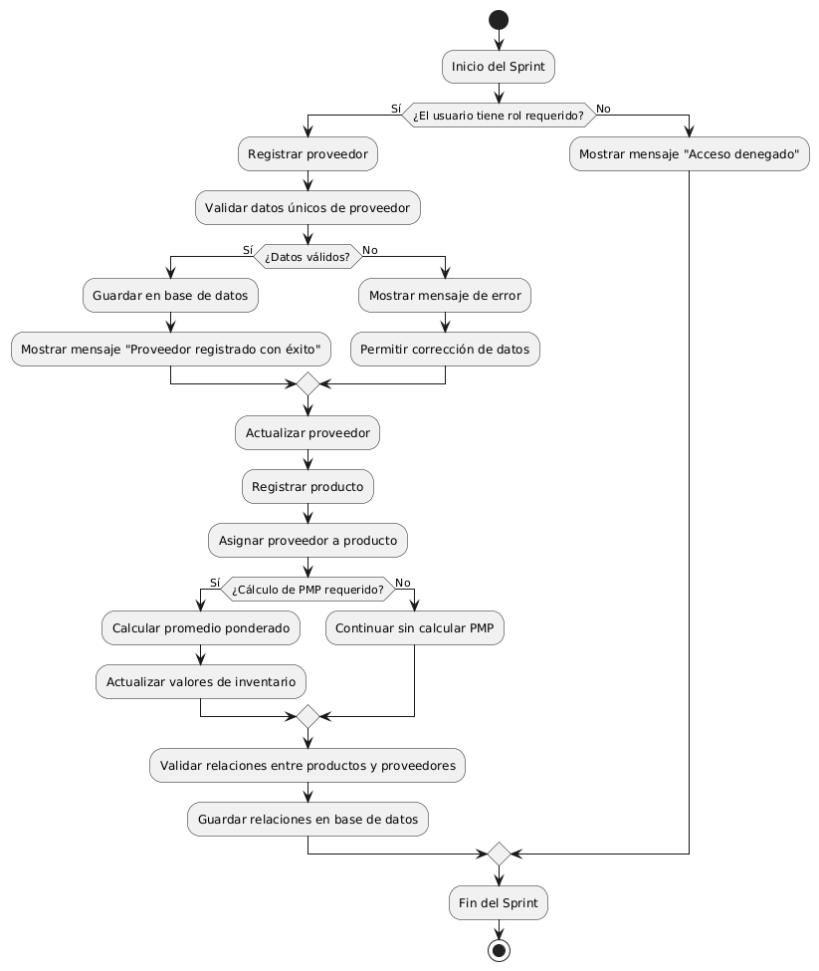 Inicio del Sprint
¿El usuario tiene rol requerido?
Sí
No
Registrar proveedor
Mostrar mensaje "Acceso denegado"
Validar datos únicos de proveedor
¿Datos válidos?
Sí
No
Guardar en base de datos
Mostrar mensaje de error
Mostrar mensaje "Proveedor registrado con éxito"
Permitir corrección de datos
Actualizar proveedor
Registrar producto
Asignar proveedor a producto
¿Cálculo de PMP requerido?
Sí
No
Calcular promedio ponderado
Continuar sin calcular PMP
Actualizar valores de inventario
Validar relaciones entre productos y proveedores
Guardar relaciones en base de datos
Fin del Sprint